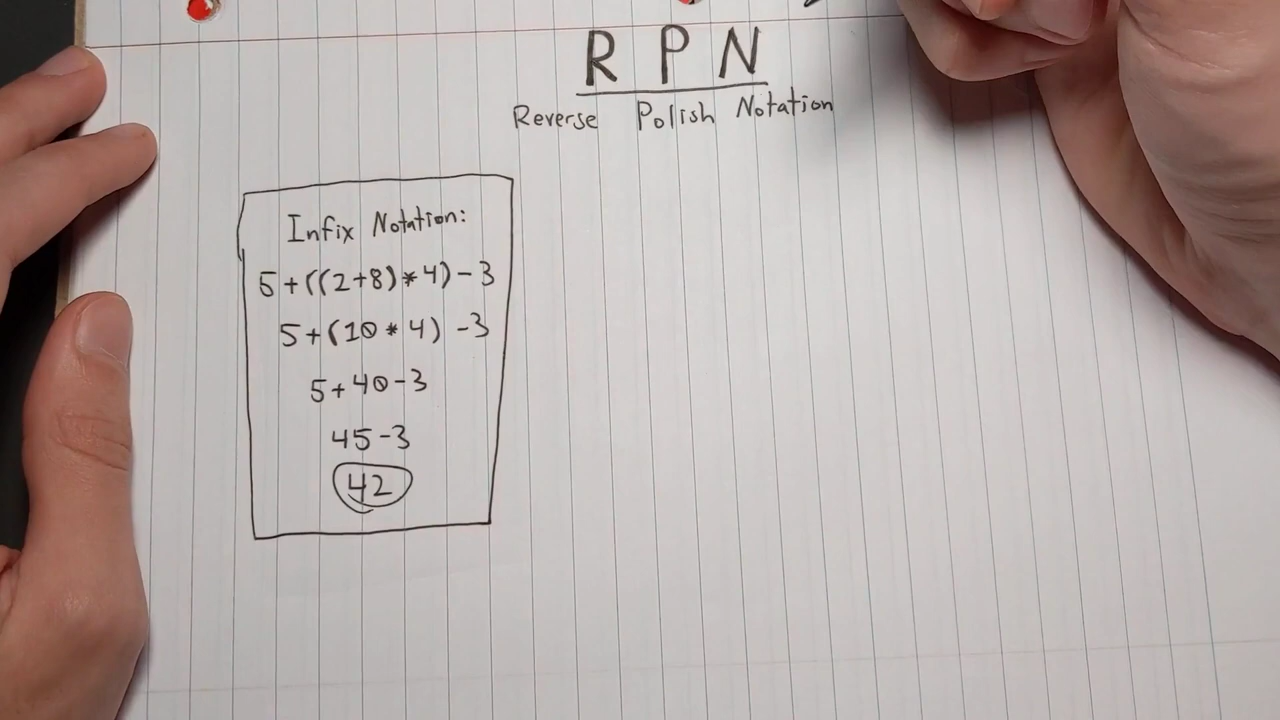 R P N
Reverse Polish Notation
Infix Notation:
5+((2+8)*4)-3
5+(10*4) -3
5+40-3
45-3
42